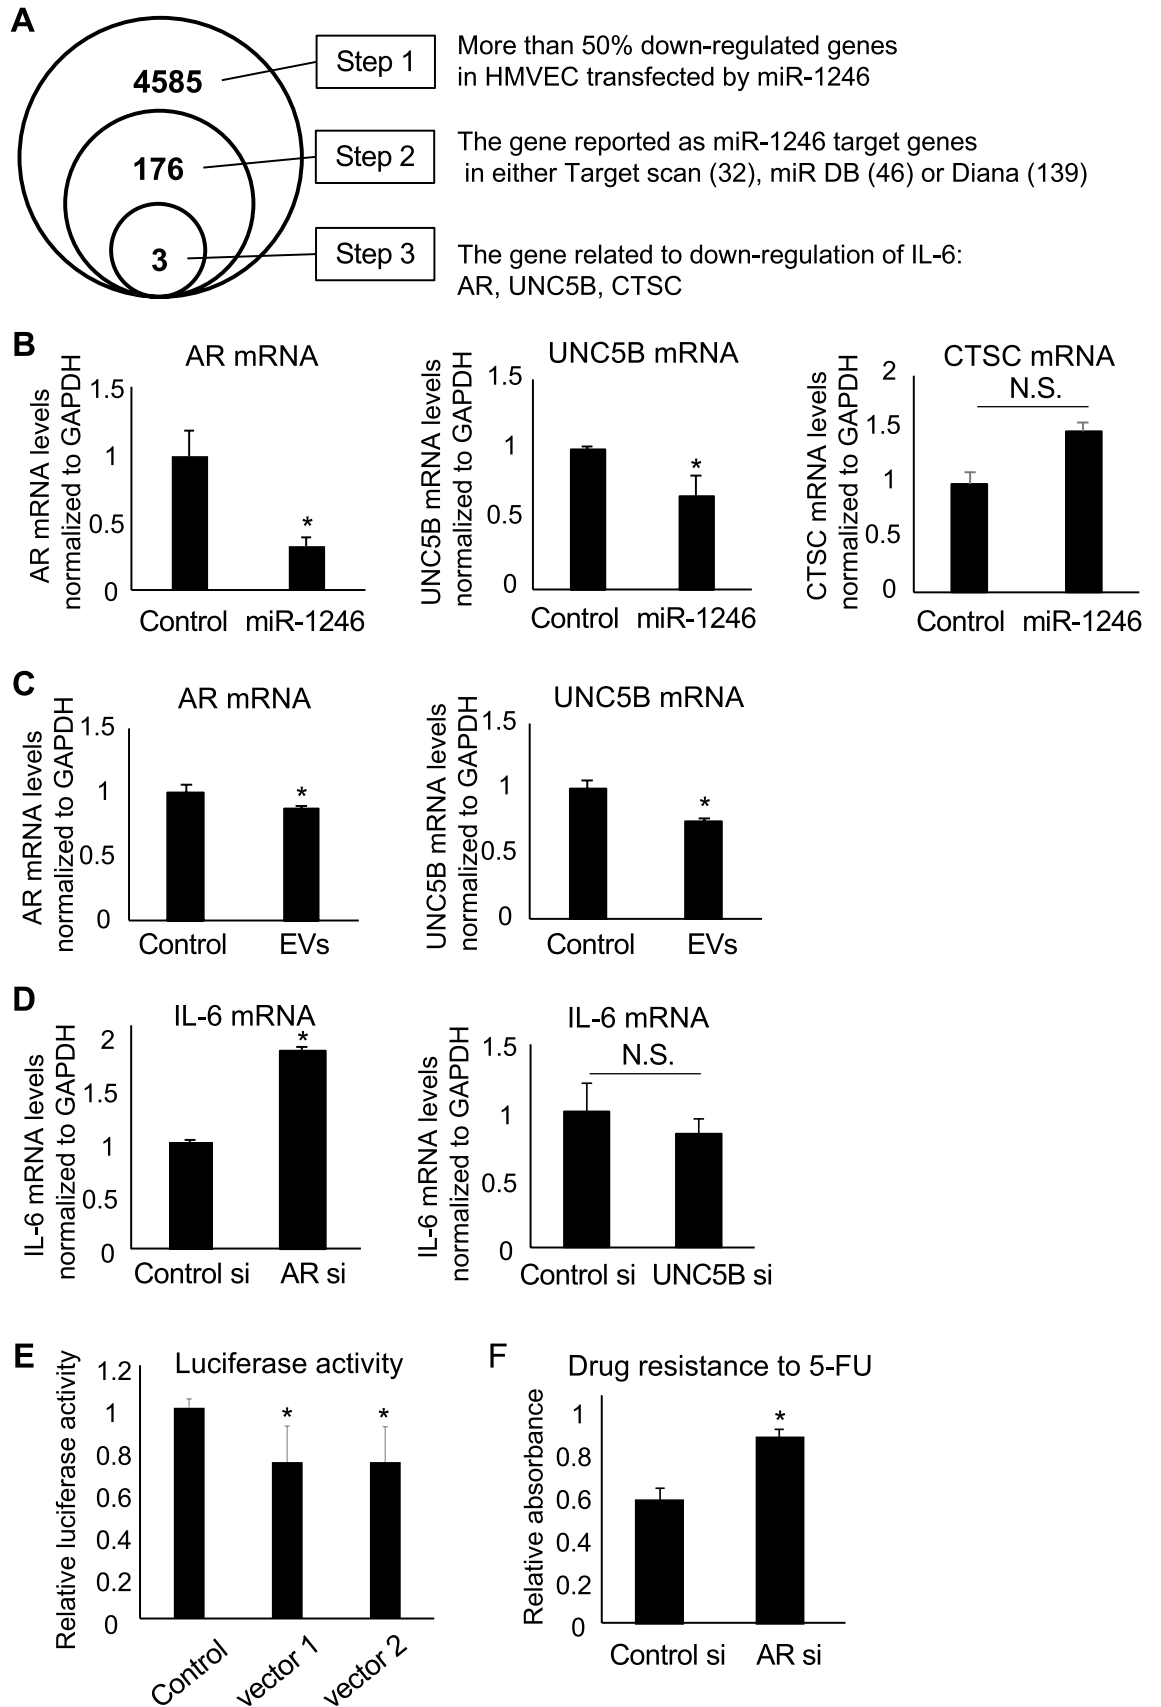 A
4585
176
3
Step 1
Step 2
Step 3
More than 50% down-regulated genes
in HMVEC transfected by miR-1246
The gene reported as miR-1246 target genes
in either Target scan (32), miR DB (46) or Diana (139)
The gene related to down-regulation of IL-6:
AR, UNC5B, CTSC
B
AR mRNA
AR mRNA levels
normalized to GAPDH
1.5
1
0.5
0
*
Control miR-1246
UNC5B mRNA
UNC5B mRNA levels
normalized to GAPDH
1.5
1
0.5
0
*
Control miR-1246
CTSC mRNA
CTSC mRNA levels
normalized to GAPDH
2
1.5
1
0.5
0
N.S.
Control miR-1246
C
AR mRNA
AR mRNA levels
normalized to GAPDH
1.5
1
0.5
0
*
Control EVs
UNC5B mRNA
UNC5B mRNA levels
normalized to GAPDH
1.5
1
0.5
0
*
Control EVs
D
IL-6 mRNA
IL-6 mRNA levels
normalized to GAPDH
2
1.5
1
0.5
0
*
Control si AR si
IL-6 mRNA
IL-6 mRNA levels
normalized to GAPDH
1.5
1
0.5
0
N.S.
Control si UNC5B si
E
Luciferase activity
Relative luciferase activity
1.2
1
0.8
0.6
0.4
0.2
0
* *
Control
vector 1
vector 2
F
Drug resistance to 5-FU
Relative absorbance
1
0.8
0.6
0.4
0.2
0
*
Control si AR si